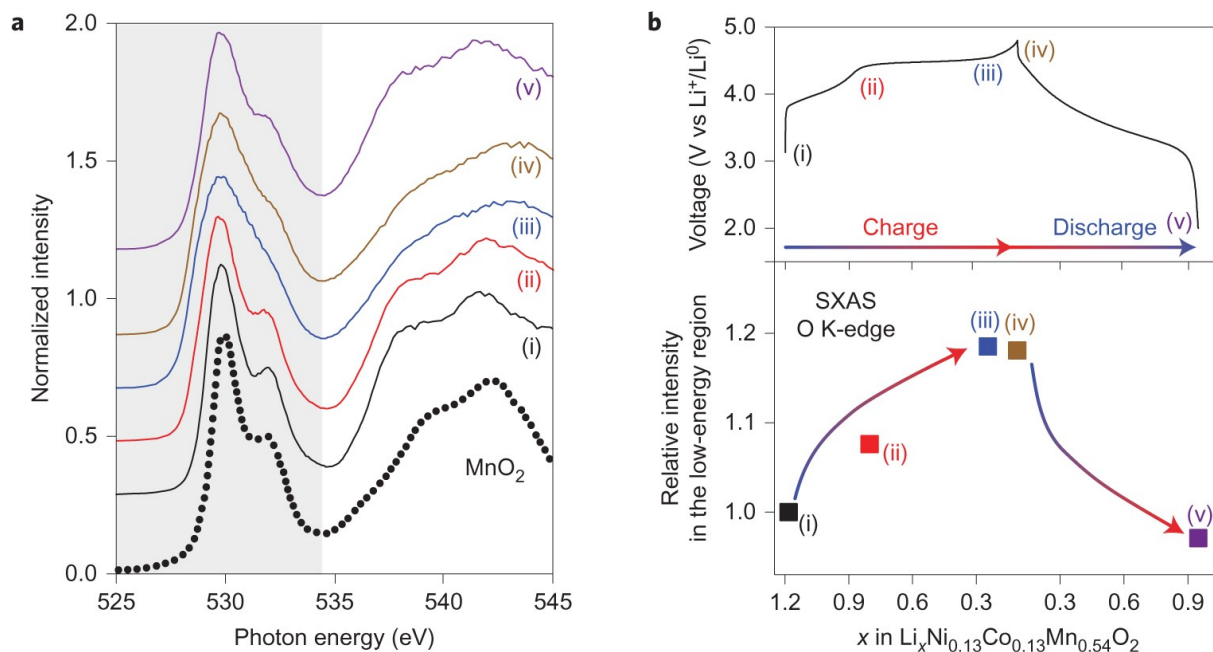 a
2.0
1.5
1.0
0.5
0.0
Normalized intensity
(v)
(iv)
(iii)
(ii)
(i)
MnO2
525
530
535
540
545
Photon energy (eV)
b
5.0
4.0
3.0
2.0
Voltage (V vs Li+/Li0)
(i)
(ii)
(iii)
(iv)
(v)
Charge
Discharge
SXAS
O K-edge
1.2
1.1
1.0
Relative intensity
in the low-energy region
(i)
(ii)
(iii)
(iv)
(v)
1.2
0.9
0.6
0.3
0.3
0.6
0.9
x in LixNi0.13Co0.13Mn0.54O2